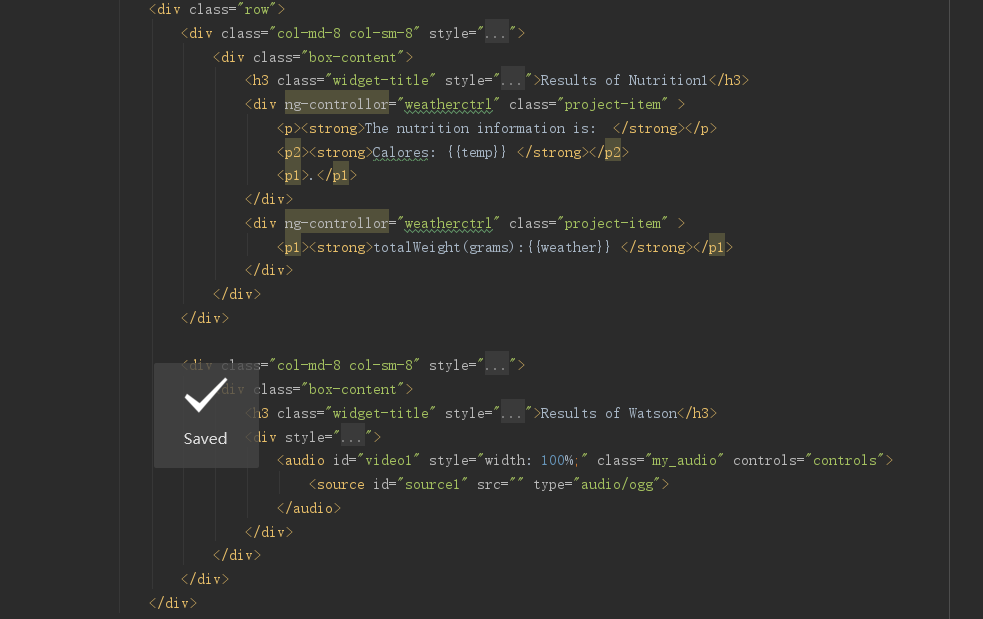 <div class="row">
<div class="col-md-8 col-sm-8" style="...">
<div class="box-content">
<h3 class="widget-title" style="...">Results of Nutrition1</h3>
<div ng-controllor="weatherctrl" class="project-item" >
<p><strong>The nutrition information is:  </strong></p>
<p2><strong>Calores: {{temp}} </strong></p2>
<p1>.</p1>
</div>
<div ng-controllor="weatherctrl" class="project-item" >
<p1><strong>totalWeight(grams):{{weather}} </strong></p1>
</div>
</div>
</div>
<div class="col-md-8 col-sm-8" style="...">
<div class="box-content">
<h3 class="widget-title" style="...">Results of Watson</h3>
Saved
<div style="...">
<audio id="video1" style="width: 100%;" class="my_audio" controls="controls">
<source id="source1" src="" type="audio/ogg">
</audio>
</div>
</div>
</div>
</div>